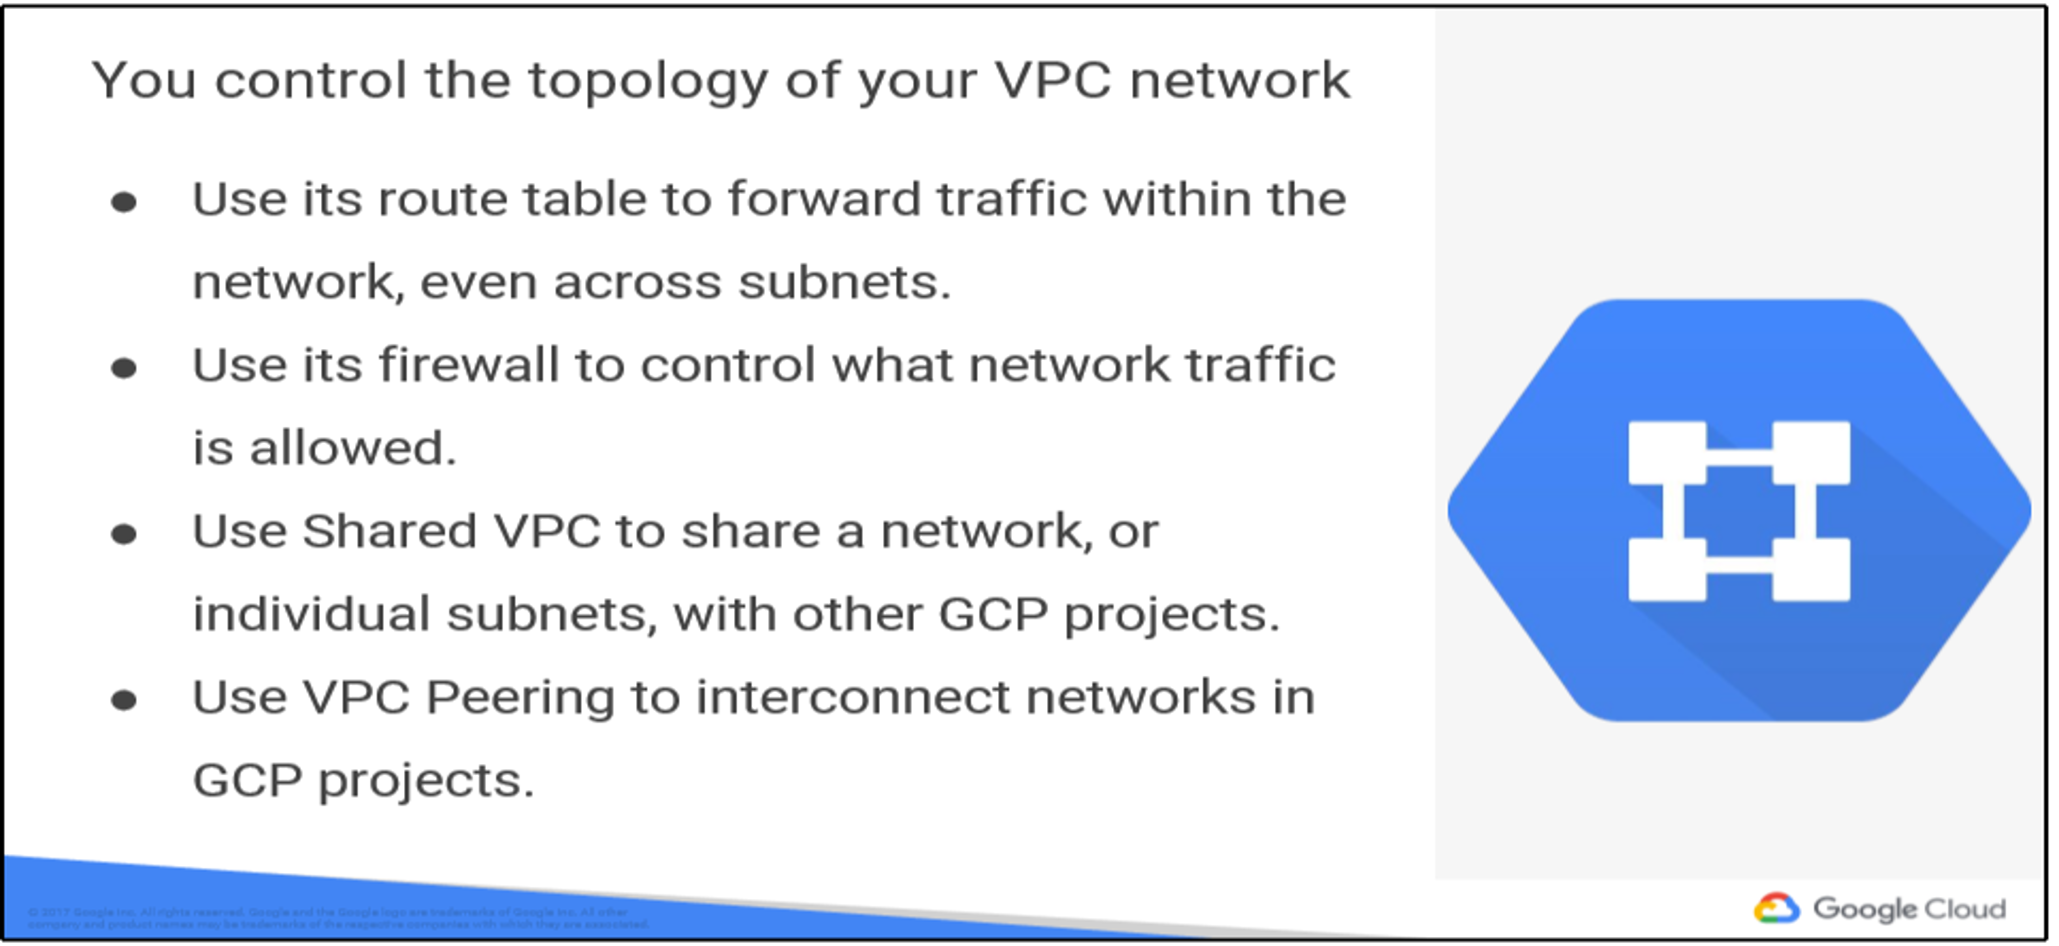 You control the topology of your VPC network
● Use its route table to forward traffic within the
network, even across subnets.
● Use its firewall to control what network traffic
is allowed.
● Use Shared VPC to share a network, or
individual subnets, with other GCP projects.
● Use VPC Peering to interconnect networks in
GCP projects.
© 2017 Google Inc. All rights reserved. Google and the Google logo are trademarks of Google Inc. All other
company and product names may be trademarks of the respective companies with which they are associated.
Google Cloud